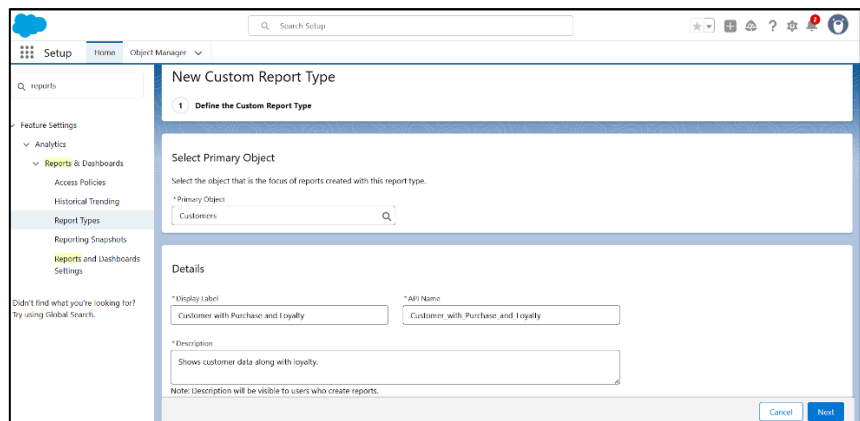 Search Setup
2
Setup
Home
Object Manager
reports
Feature Settings
Analytics
Reports & Dashboards
Access Policies
Historical Trending
Report Types
Reporting Snapshots
Reports and Dashboards
Settings
Didn't find what you're looking for?
Try using Global Search.
New Custom Report Type
1 Define the Custom Report Type
Select Primary Object
Select the object that is the focus of reports created with this report type.
*Primary Object
Customers
Details
*Display Label
*API Name
Customer with Purchase and Loyalty
Customer_with_Purchase_and_Loyalty
*Description
Shows customer data along with loyalty.
Note: Description will be visible to users who create reports.
Cancel
Next